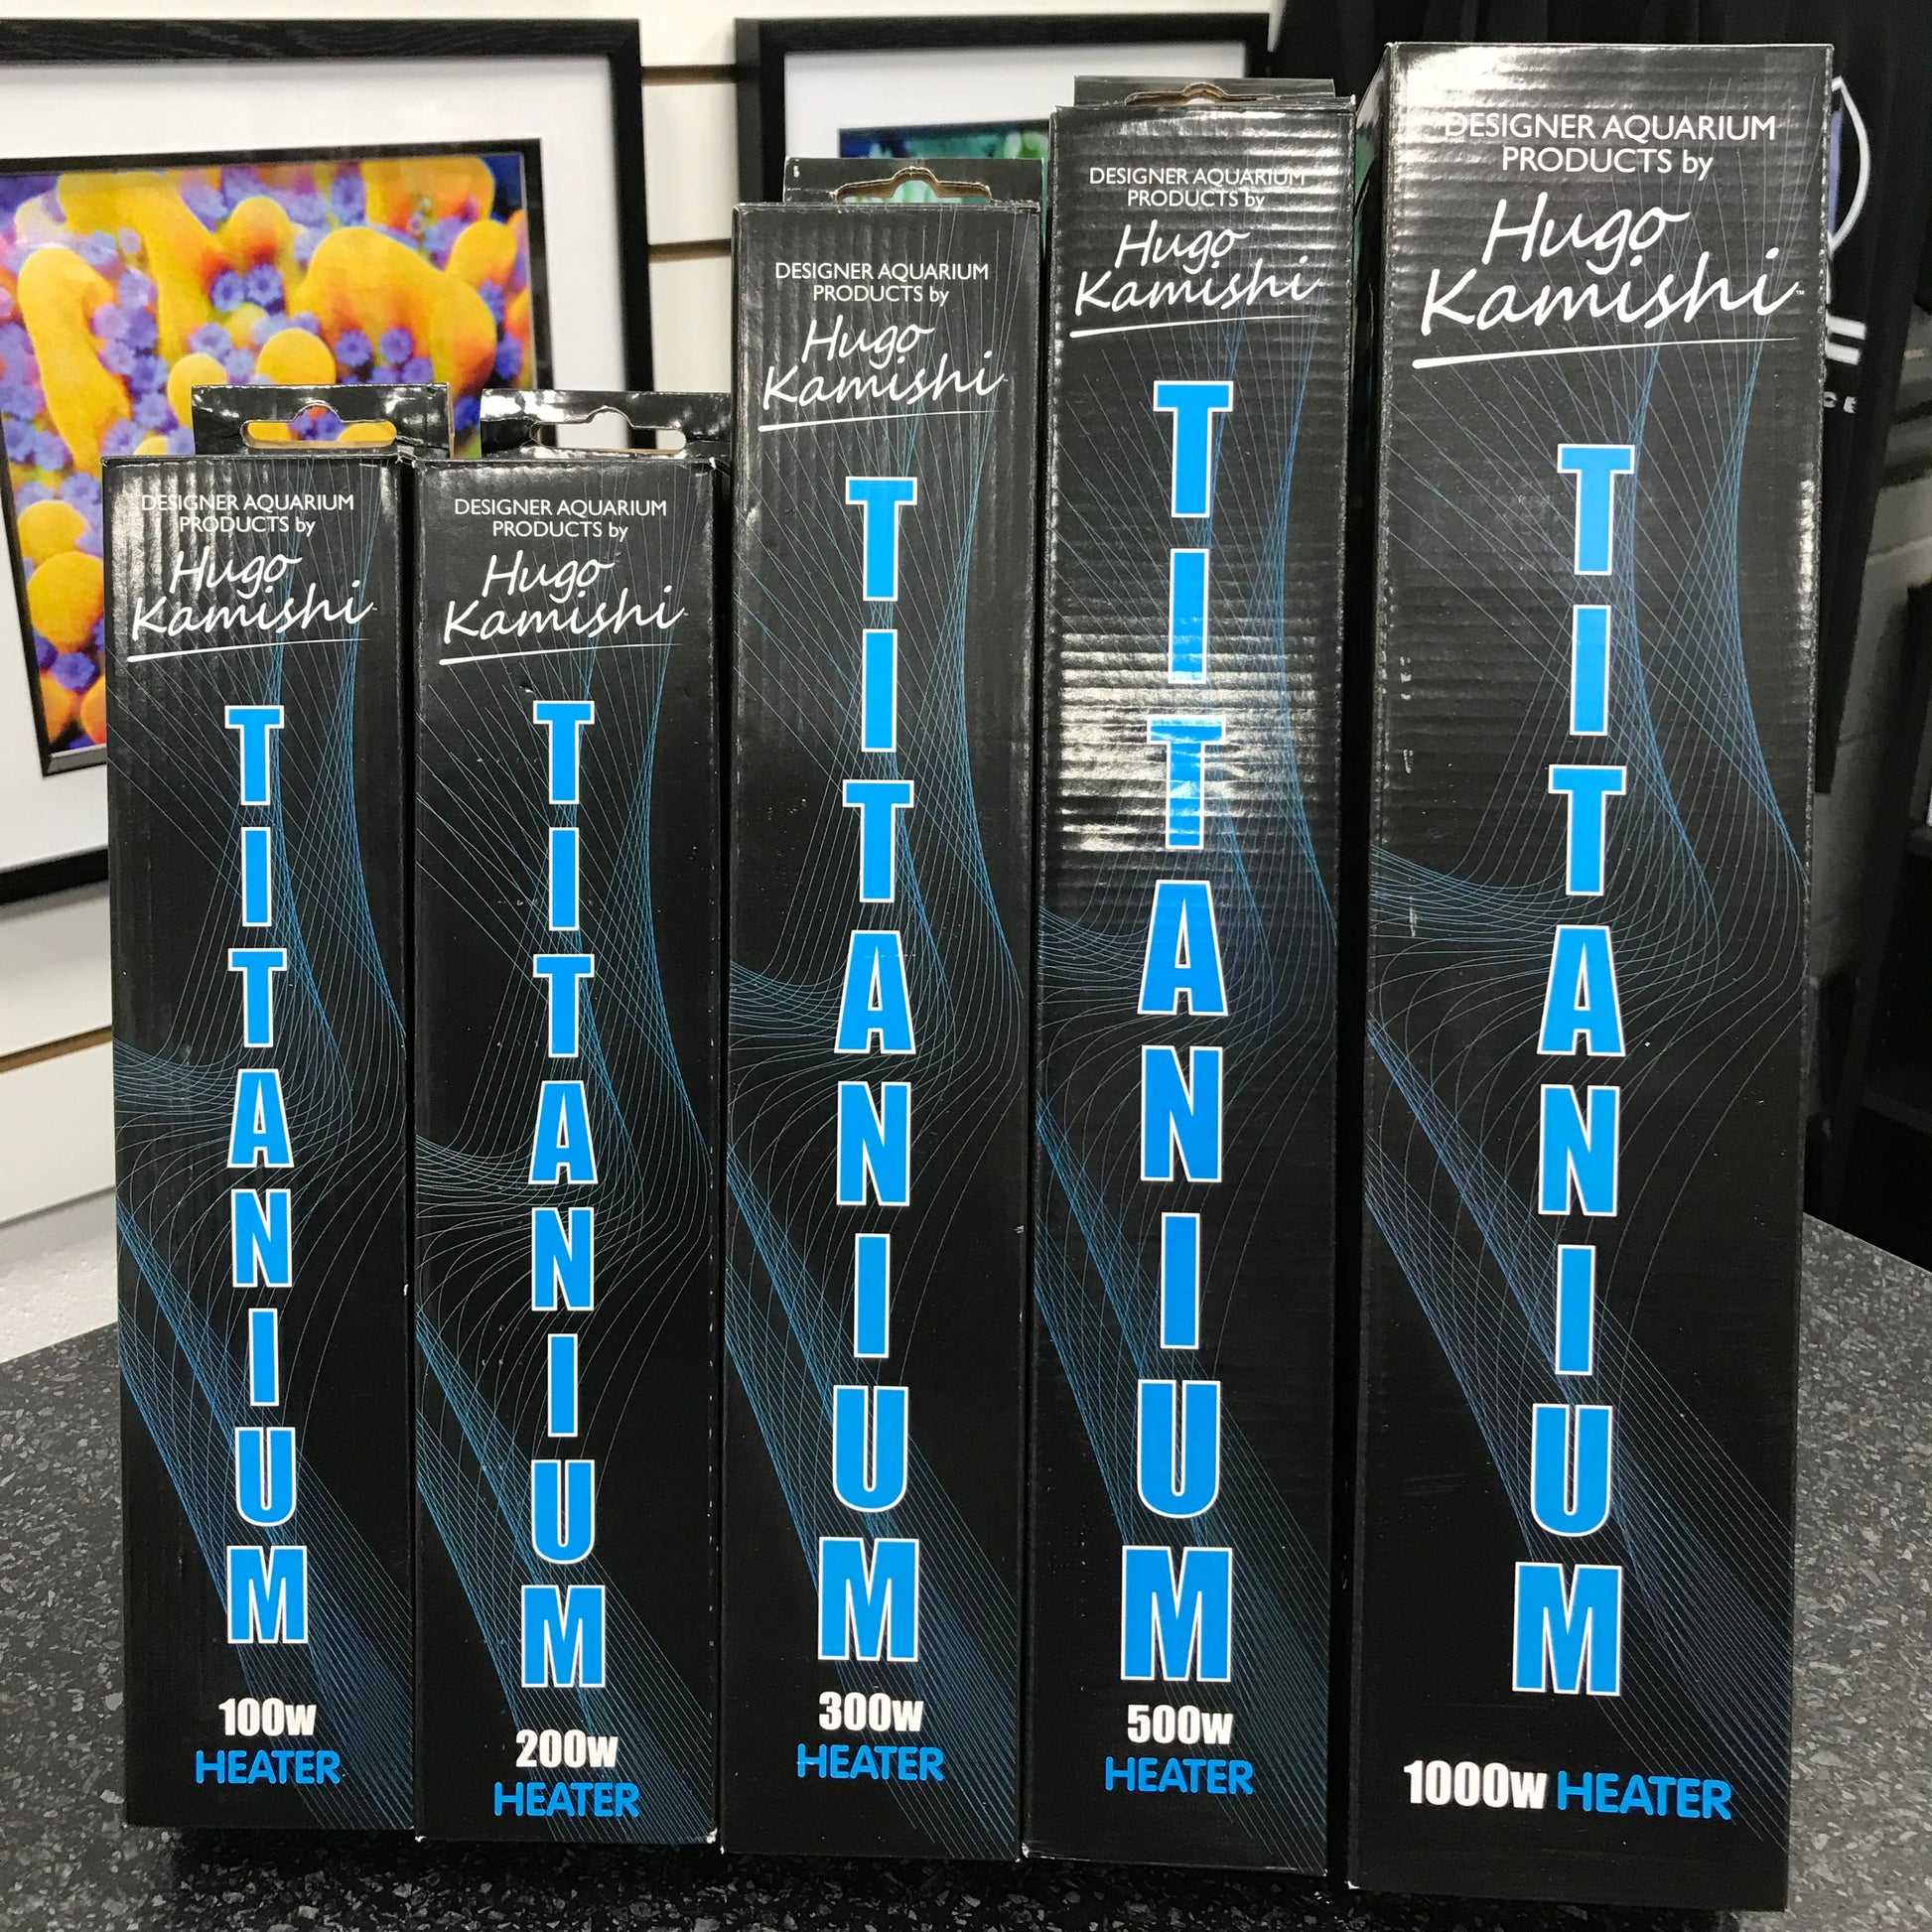 DESIGNER AQUARIUM
PRODUCTS by
Hugo
Kamishi
TITANIUM
100w
HEATER
DESIGNER AQUARIUM
PRODUCTS by
Hugo
Kamishi
TITANIUM
200w
HEATER
DESIGNER AQUARIUM
PRODUCTS by
Hugo
Kamishi
TITANIUM
300w
HEATER
DESIGNER AQUARIUM
PRODUCTS by
Hugo
Kamishi
TITANIUM
500w
HEATER
DESIGNER AQUARIUM
PRODUCTS by
Hugo
Kamishi™
TITANIUM
1000w HEATER